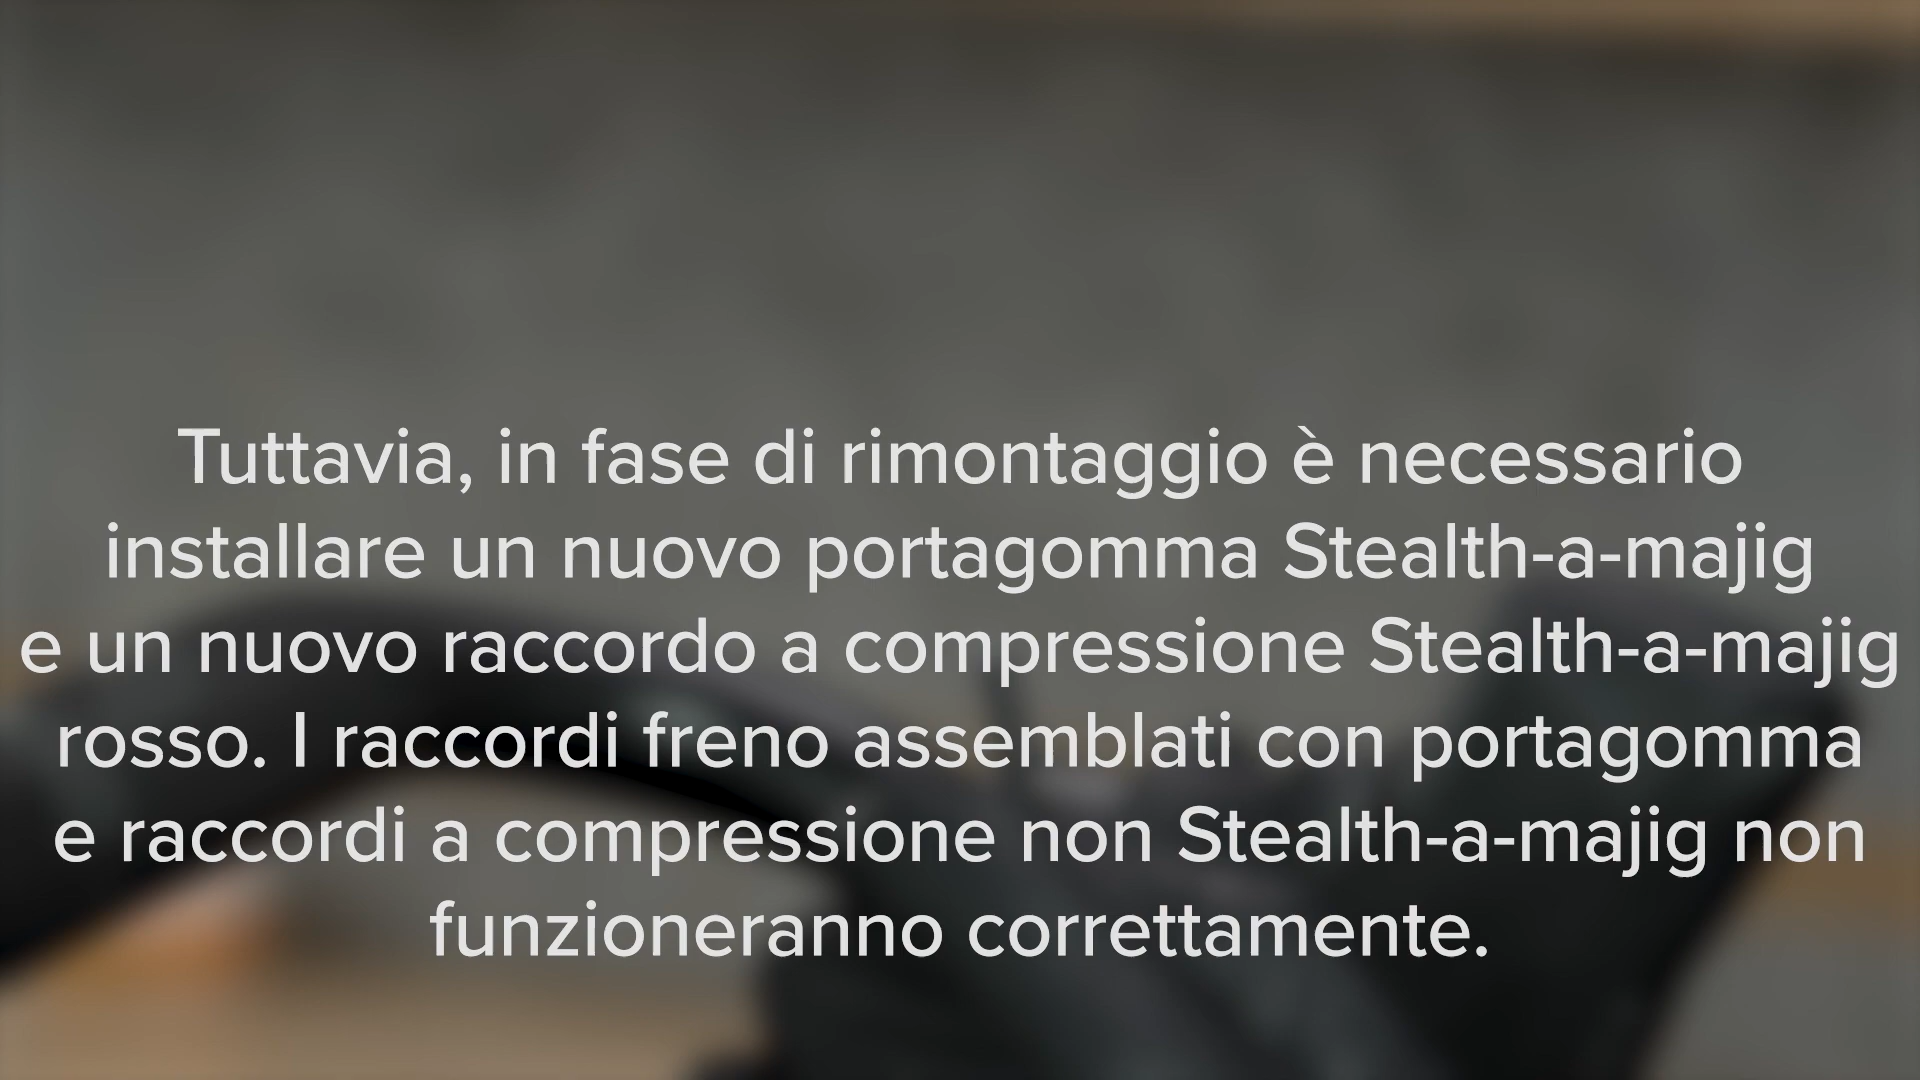 Tuttavia, in fase di rimontaggio è necessario
installare un nuovo portagomma Stealth-a-majig
e un nuovo raccordo a compressione Stealth-a-majig
rosso. I raccordi freno assemblati con portagomma
e raccordi a compressione non Stealth-a-majig non
funzioneranno correttamente.